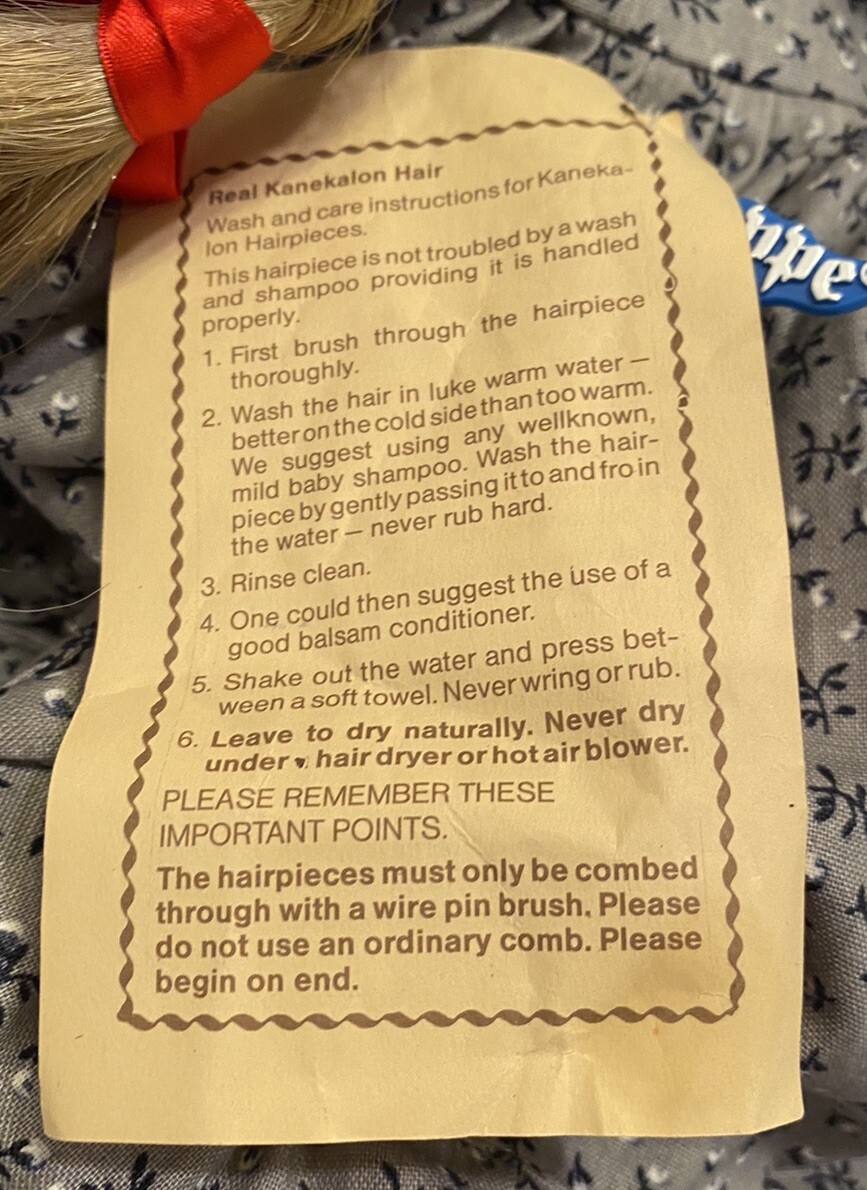 Real Kanekalon Hair
Wash and care instructions for Kaneka-
lon Hairpieces.
This hairpiece is not troubled by a wash
and shampoo providing it is handled
properly.
1. First brush through the hairpiece
thoroughly.
2. Wash the hair in luke warm water —
better on the cold side than too warm.
We suggest using any wellknown,
mild baby shampoo. Wash the hair-
piece by gently passing it to and fro in
the water — never rub hard.
3. Rinse clean.
4. One could then suggest the use of a
good balsam conditioner.
5. Shake out the water and press bet-
ween a soft towel. Never wring or rub.
6. Leave to dry naturally. Never dry
under hair dryer or hot air blower.
PLEASE REMEMBER THESE
IMPORTANT POINTS.
The hairpieces must only be combed
through with a wire pin brush. Please
do not use an ordinary comb. Please
begin on end.